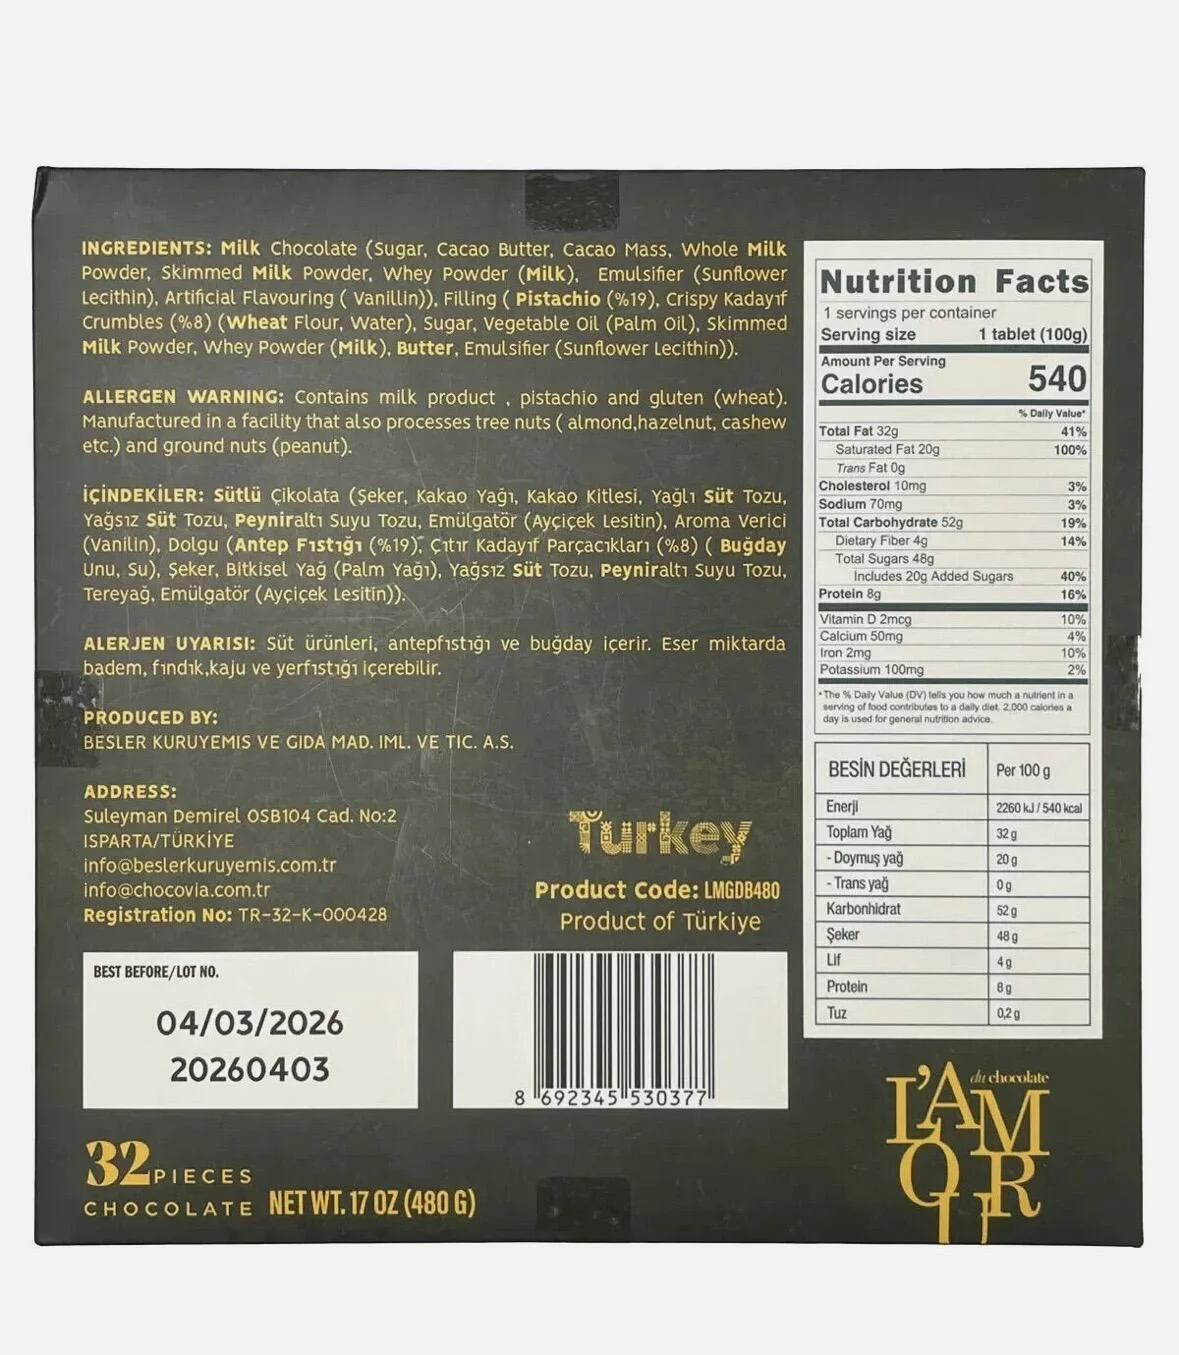 INGREDIENTS: Milk Chocolate (Sugar, Cacao Butter, Cacao Mass, Whole Milk
Powder, Skimmed Milk Powder, Whey Powder (Milk), Emulsifier (Sunflower
Lecithin), Artificial Flavouring ( Vanillin)), Filling ( Pistachio (%19), Crispy Kadayıf
Crumbles (%8) (Wheat Flour, Water), Sugar, Vegetable Oil (Palm Oil), Skimmed
Milk Powder, Whey Powder (Milk), Butter, Emulsifier (Sunflower Lecithin)).
ALLERGEN WARNING: Contains milk product , pistachio and gluten (wheat).
Manufactured in a facility that also processes tree nuts ( almond,hazelnut, cashew
etc.) and ground nuts (peanut).
İÇİNDEKİLER: Sütlü Çikolata (Şeker, Kakao Yağı, Kakao Kitlesi, Yağlı Süt Tozu,
Yağsız Süt Tozu, Peyniraltı Suyu Tozu, Emülgatör (Ayçiçek Lesitin), Aroma Verici
(Vanilin), Dolgu (Antep Fıstığı (%19), Çıtır Kadayıf Parçacıkları (%8) ( Buğday
Unu, Su), Şeker, Bitkisel Yağ (Palm Yağı), Yağsız Süt Tozu, Peyniraltı Suyu Tozu,
Tereyağ, Emülgatör (Ayçiçek Lesitin)).
ALERJEN UYARISI: Süt ürünleri, antepfıstığı ve buğday içerir. Eser miktarda
badem, fındık,kaju ve yerfıstığı içerebilir.
PRODUCED BY:
BESLER KURUYEMIS VE GIDA MAD. IML. VE TIC. A.S.
ADDRESS:
Suleyman Demirel OSB104 Cad. No:2
ISPARTA/TÜRKİYE
info@beslerkuruyemis.com.tr
info@chocovia.com.tr
Registration No: TR-32-K-000428
Turkey
Product Code: LMGDB480
Product of Türkiye
BEST BEFORE/LOT NO.
04/03/2026
20260403
8 692345 530377
32 PIECES
CHOCOLATE NET WT. 17 OZ (480 G)
Nutrition Facts
1 servings per container
Serving size 1 tablet (100g)
Amount Per Serving
Calories 540
% Daily Value*
Total Fat 32g 41%
Saturated Fat 20g 100%
Trans Fat 0g
Cholesterol 10mg 3%
Sodium 70mg 3%
Total Carbohydrate 52g 19%
Dietary Fiber 4g 14%
Total Sugars 48g
Includes 20g Added Sugars 40%
Protein 8g 16%
Vitamin D 2mcg 10%
Calcium 50mg 4%
Iron 2mg 10%
Potassium 100mg 2%
*The % Daily Value (DV) tells you how much a nutrient in a
serving of food contributes to a daily diet. 2,000 calories a
day is used for general nutrition advice.
BESİN DEĞERLERİ Per 100 g
Enerji 2260 kJ / 540 kcal
Toplam Yağ 32 g
- Doymuş yağ 20 g
- Trans yağ 0 g
Karbonhidrat 52 g
Şeker 48 g
Lif 4 g
Protein 8 g
Tuz 0,2 g
L'AMOUR du chocolate